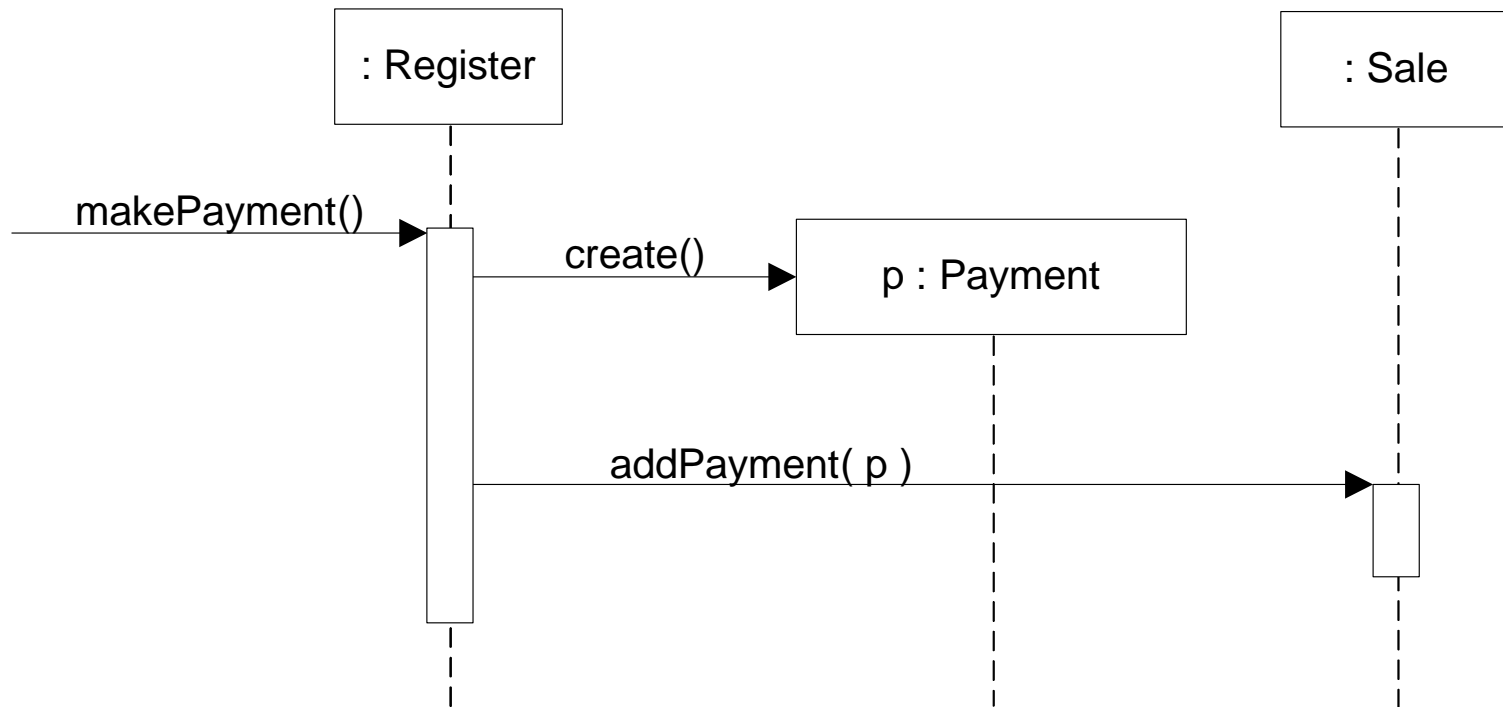 : Register
: Sale
makePayment()
create()
p : Payment
addPayment( p )